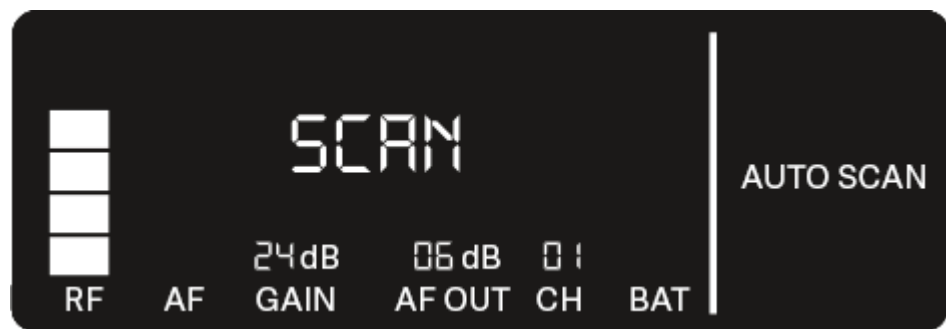 SCAN
AUTO SCAN
24 dB 06 dB 01
RF AF GAIN AF OUT CH BAT